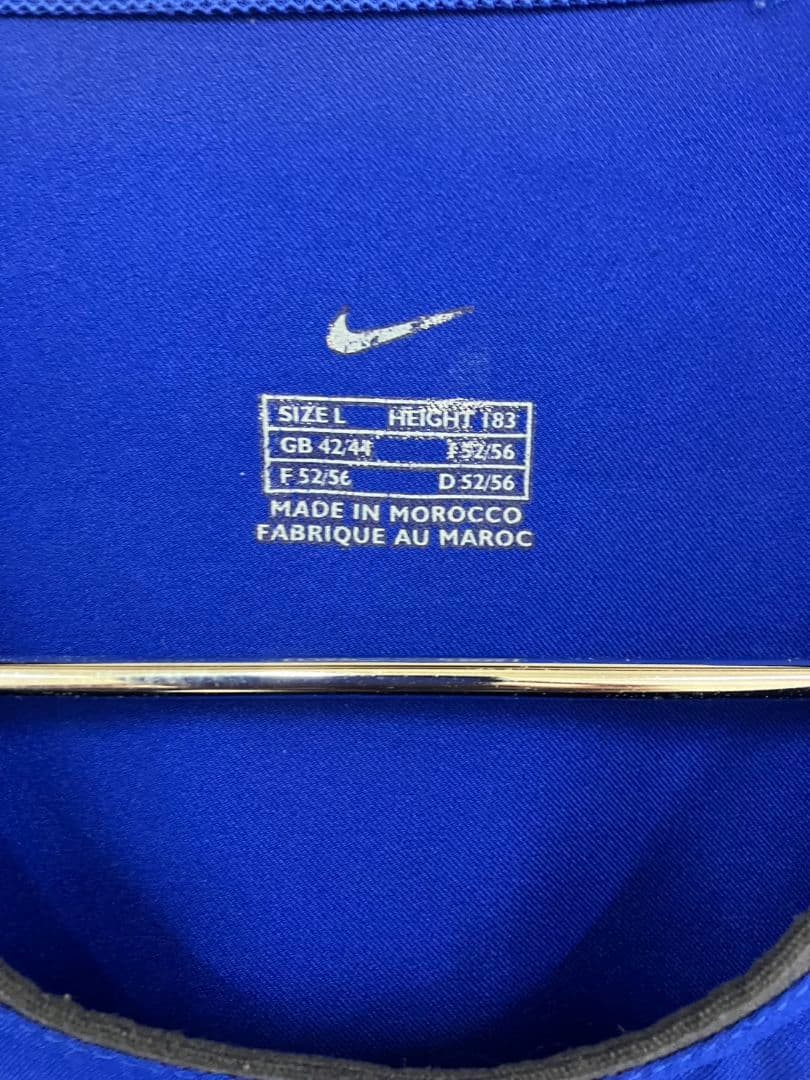 SIZE L HEIGHT 183
GB 42/44 I 52/56
F 52/56 D 52/56
MADE IN MOROCCO
FABRIQUE AU MAROC